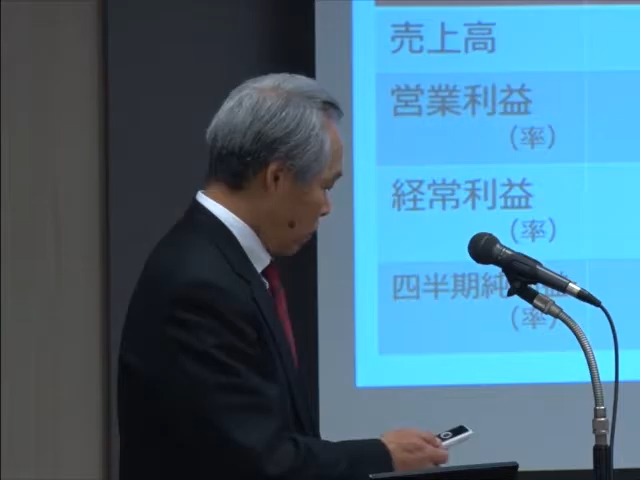 売上高
営業利益
(率)
経常利益
(率)
四半期純
(率)